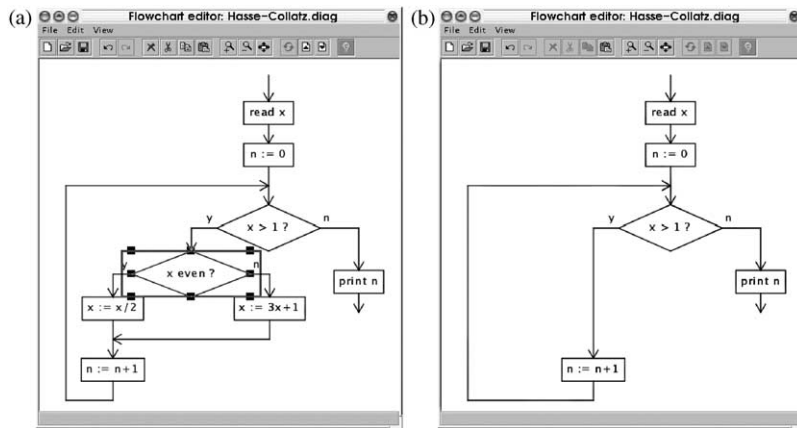 (a)
Flowchart editor: Hasse-Collatz.diag
File Edit View
read x
n := 0
y
n
x > 1 ?
y
n
x even ?
print n
x := x/2
x := 3x+1
n := n+1
(b)
Flowchart editor: Hasse-Collatz.diag
File Edit View
read x
n := 0
y
n
x > 1 ?
print n
n := n+1